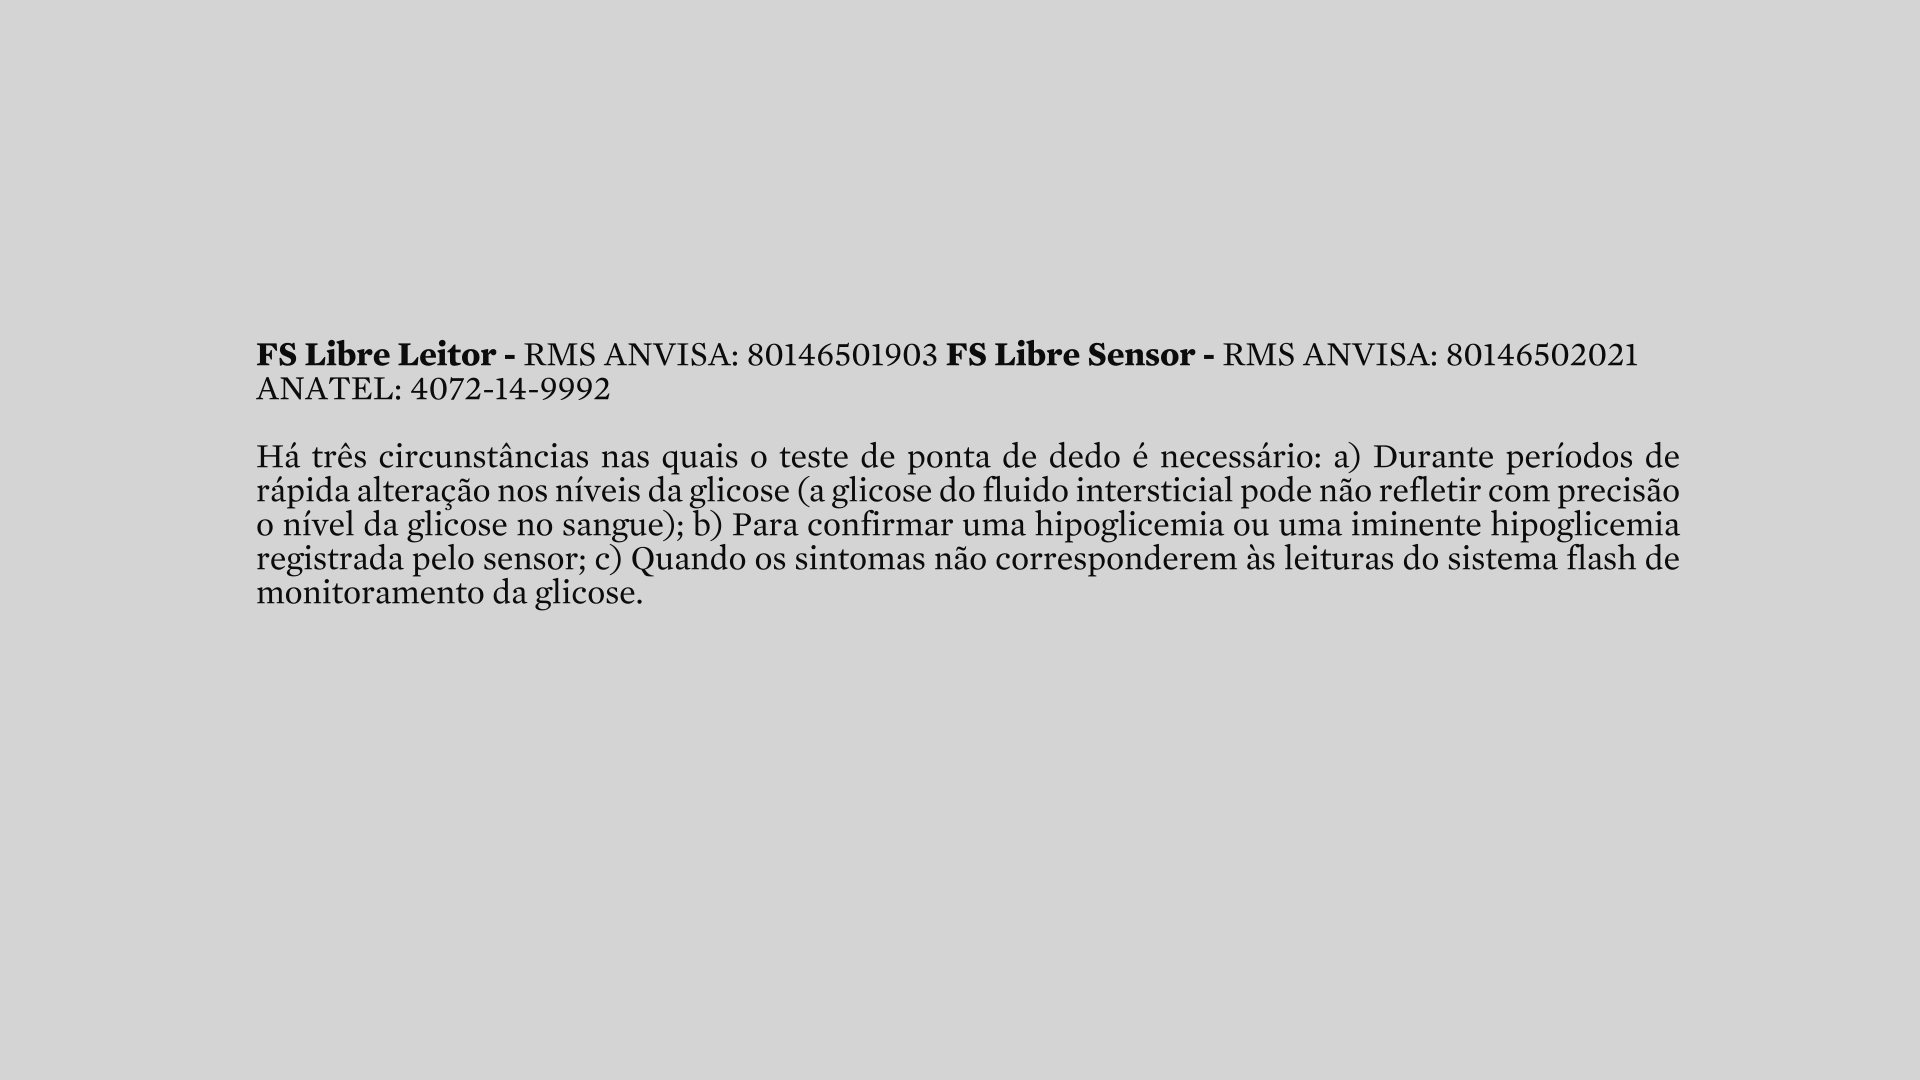 FS Libre Leitor - RMS ANVISA: 80146501903 FS Libre Sensor - RMS ANVISA: 80146502021
ANATEL: 4072-14-9992
Há três circunstâncias nas quais o teste de ponta de dedo é necessário: a) Durante períodos de
rápida alteração nos níveis da glicose (a glicose do fluido intersticial pode não refletir com precisão
o nível da glicose no sangue); b) Para confirmar uma hipoglicemia ou uma iminente hipoglicemia
registrada pelo sensor; c) Quando os sintomas não corresponderem às leituras do sistema flash de
monitoramento da glicose.